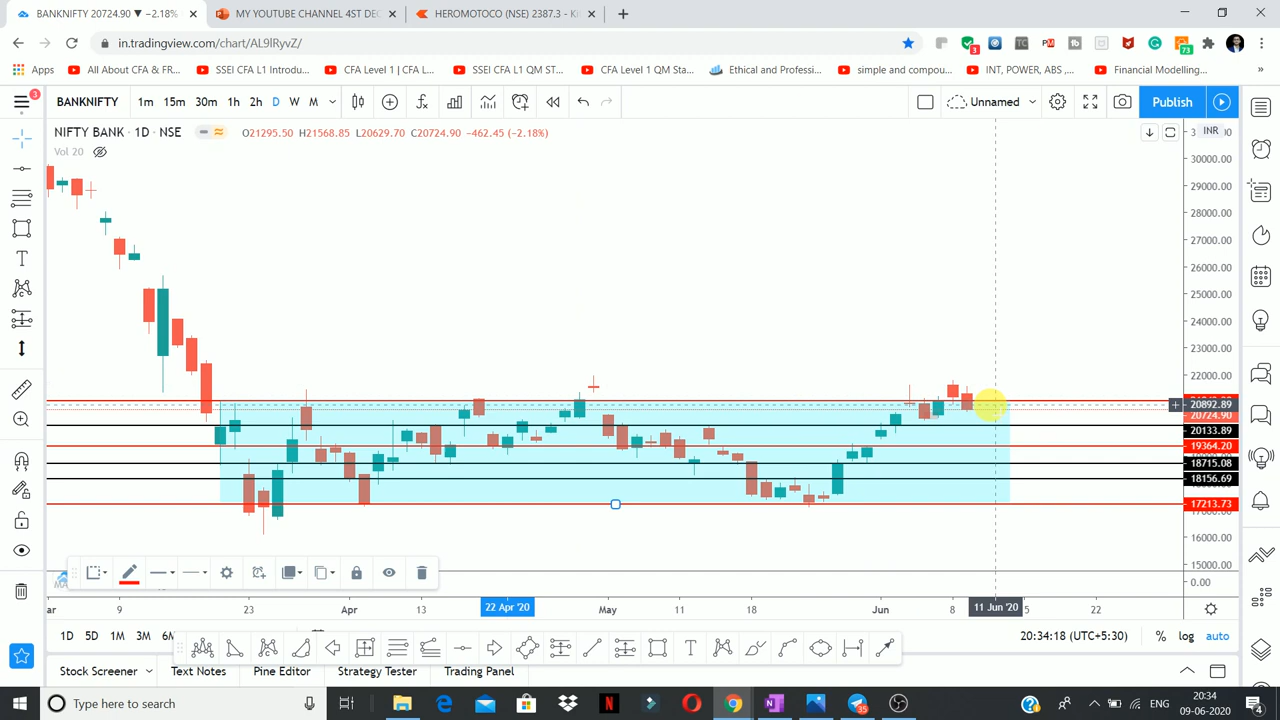 BANKNIFTY 20724.90 ▼ −2.18%
MY YOUTUBE CHANNEL 4ST DEC
HEROMOTOCO (NSE) 2387.3 - Ki
in.tradingview.com/chart/AL9lRyvZ/
3
73
Apps
All About CFA & FR...
SSEI CFA L1 Introdu...
CFA Level 1 I CFA L...
SSEI CFA L1 QM ST...
CFA Level 1 QM Sta...
Ethical and Professi...
simple and compou...
INT, POWER, ABS ,...
Financial Modelling...
»
3
BANKNIFTY
1m 15m 30m 1h 2h D W M
Unnamed
Publish
NIFTY BANK · 1D · NSE
O21295.50 H21568.85 L20629.70 C20724.90 −462.45 (−2.18%)
INR
Vol 20
30000.00
29000.00
28000.00
27000.00
26000.00
25000.00
24000.00
23000.00
22000.00
20892.89
20724.90
20133.89
19364.20
18715.08
18156.69
17213.73
16000.00
15000.00
0.00
9
23
Apr
13
22 Apr '20
May
11
18
Jun
8
11 Jun '20
22
1D 5D 1M 3M
20:34:18 (UTC+5:30)
% log auto
Stock Screener
Text Notes
Pine Editor
Strategy Tester
Trading Panel
Type here to search
35
ENG
20:34
09-06-2020